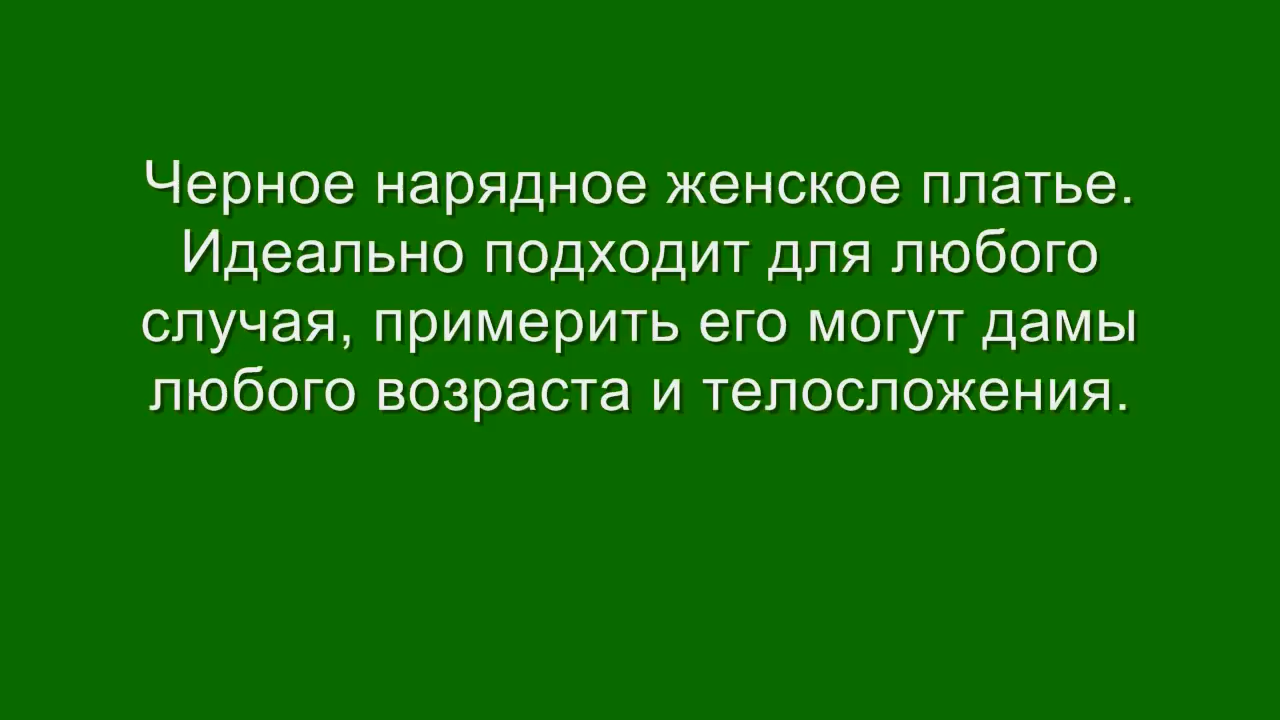 Черное нарядное женское платье.
Идеально подходит для любого
случая, примерить его могут дамы
любого возраста и телосложения.